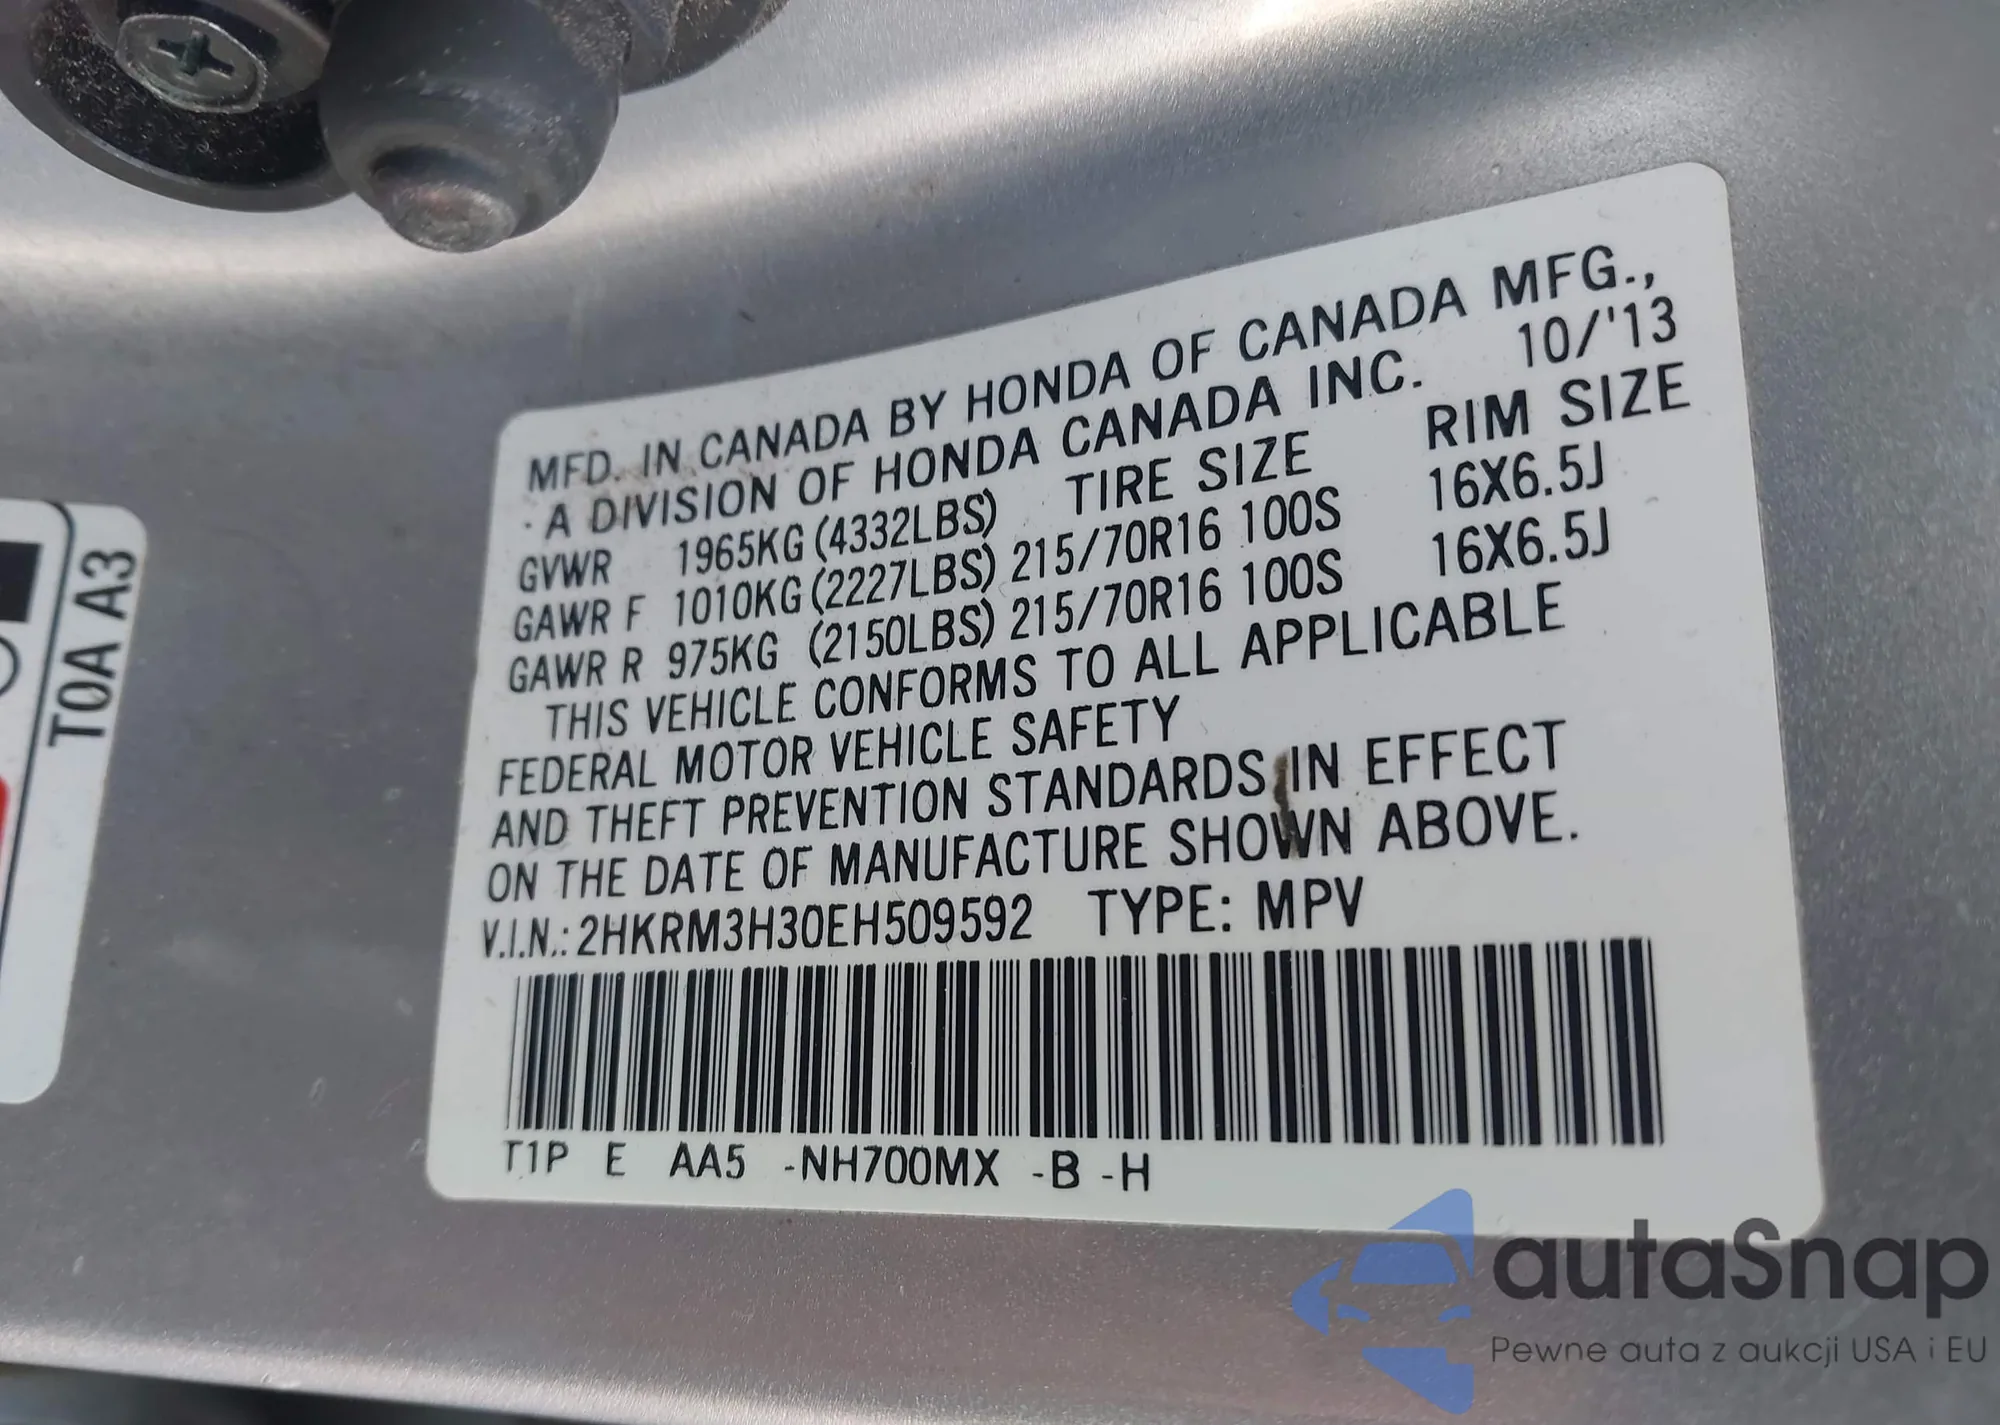 MFD. IN CANADA BY HONDA OF CANADA MFG.,
A DIVISION OF HONDA CANADA INC. 10/'13
GVWR 1965KG (4332LBS) TIRE SIZE RIM SIZE
GAWR F 1010KG (2227LBS) 215/70R16 100S 16X6.5J
GAWR R 975KG (2150LBS) 215/70R16 100S 16X6.5J
THIS VEHICLE CONFORMS TO ALL APPLICABLE
FEDERAL MOTOR VEHICLE SAFETY
AND THEFT PREVENTION STANDARDS IN EFFECT
ON THE DATE OF MANUFACTURE SHOWN ABOVE.
V.I.N.: 2HKRM3H30EH509592 TYPE: MPV
T1P E AA5 -NH700MX -B -H
T0A A3
autaSnap
Pewne auta z aukcji USA i EU